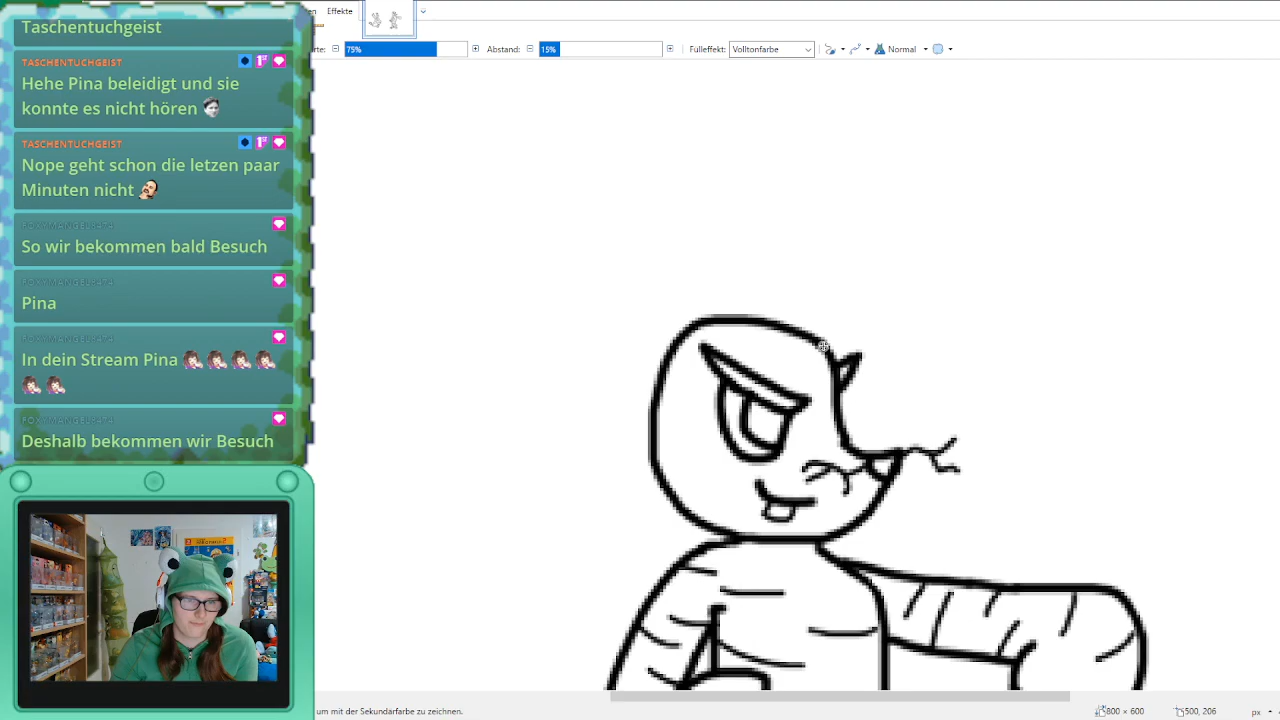 en Effekte
rte: 75% Abstand: 15% Fülleffekt: Volltonfarbe Normal
Taschentuchgeist
TASCHENTUCHGEIST
Hehe Pina beleidigt und sie
konnte es nicht hören
TASCHENTUCHGEIST
Nope geht schon die letzen paar
Minuten nicht
So wir bekommen bald Besuch
Pina
In dein Stream Pina
Deshalb bekommen wir Besuch
um mit der Sekundärfarbe zu zeichnen.
800 × 600
500, 206
px